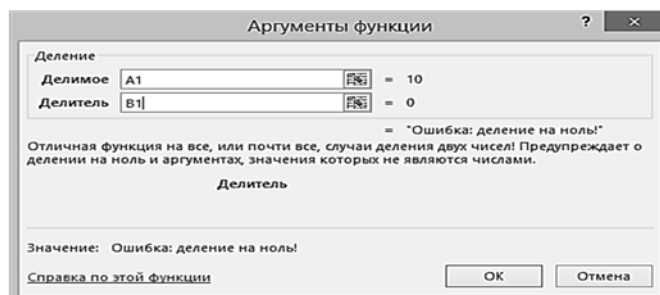 Аргументы функции ? ×
Деление
Делимое A1 = 10
Делитель B1 = 0
= "Ошибка: деление на ноль!"
Отличная функция на все, или почти все, случаи деления двух чисел! Предупреждает о
делении на ноль и аргументах, значения которых не являются числами.
Делитель
Значение: Ошибка: деление на ноль!
Справка по этой функции OK Отмена